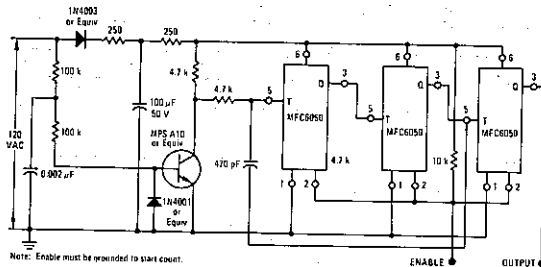 1N4003
or Equiv
250
250
6
6
6
100 k
4.7 k
4.7 k
120
VAC
100 k
100 µF
50 V
MPS A10
or Equiv
0.002 µF
1N4001
or
Equiv
470 pF
5
T
Q
3
MFC6050
1
2
4.7 k
5
T
Q
3
MFC6050
1
2
10 k
5
T
Q
3
MFC6050
1
2
Note: Enable must be grounded to start count.
ENABLE
OUTPUT